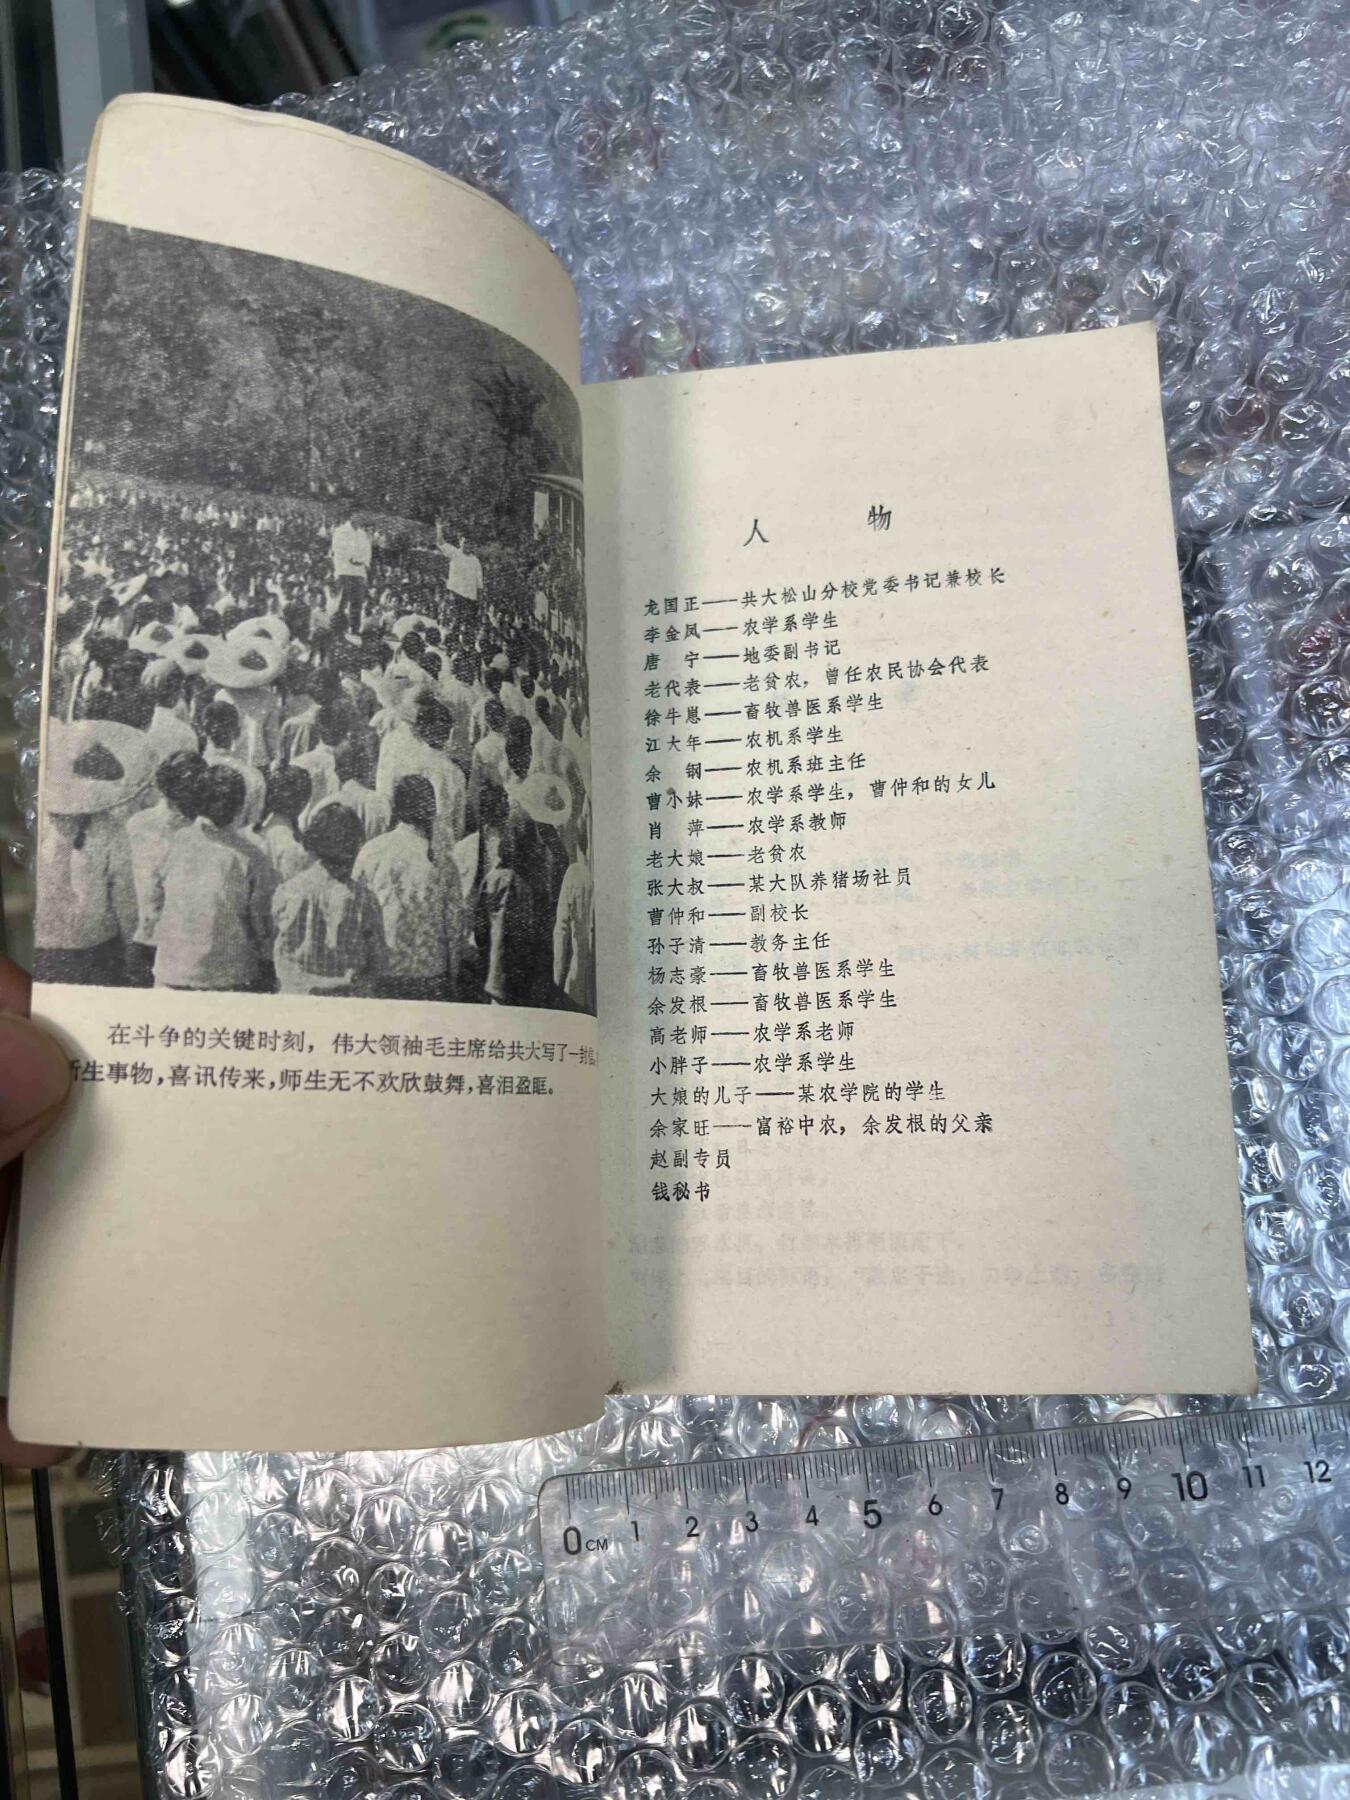 在斗争的关键时刻，伟大领袖毛主席给共大写了一封信，
新生事物，喜讯传来，师生无不欢欣鼓舞，喜泪盈眶。
人 物
龙国正——共大松山分校党委书记兼校长
李金凤——农学系学生
唐 宁——地委副书记
老代表——老贫农，曾任农民协会代表
徐牛崽——畜牧兽医系学生
江大年——农机系学生
余 钢——农机系班主任
曹小妹——农学系学生，曹仲和的女儿
肖 萍——农学系教师
老大娘——老贫农
张大叔——某大队养猪场社员
曹仲和——副校长
孙子清——教务主任
杨志豪——畜牧兽医系学生
余发根——畜牧兽医系学生
高老师——农学系老师
小胖子——农学系学生
大娘的儿子——某农学院的学生
余家旺——富裕中农，余发根的父亲
赵副专员
钱秘书
0CM 1 2 3 4 5 6 7 8 9 10 11 12